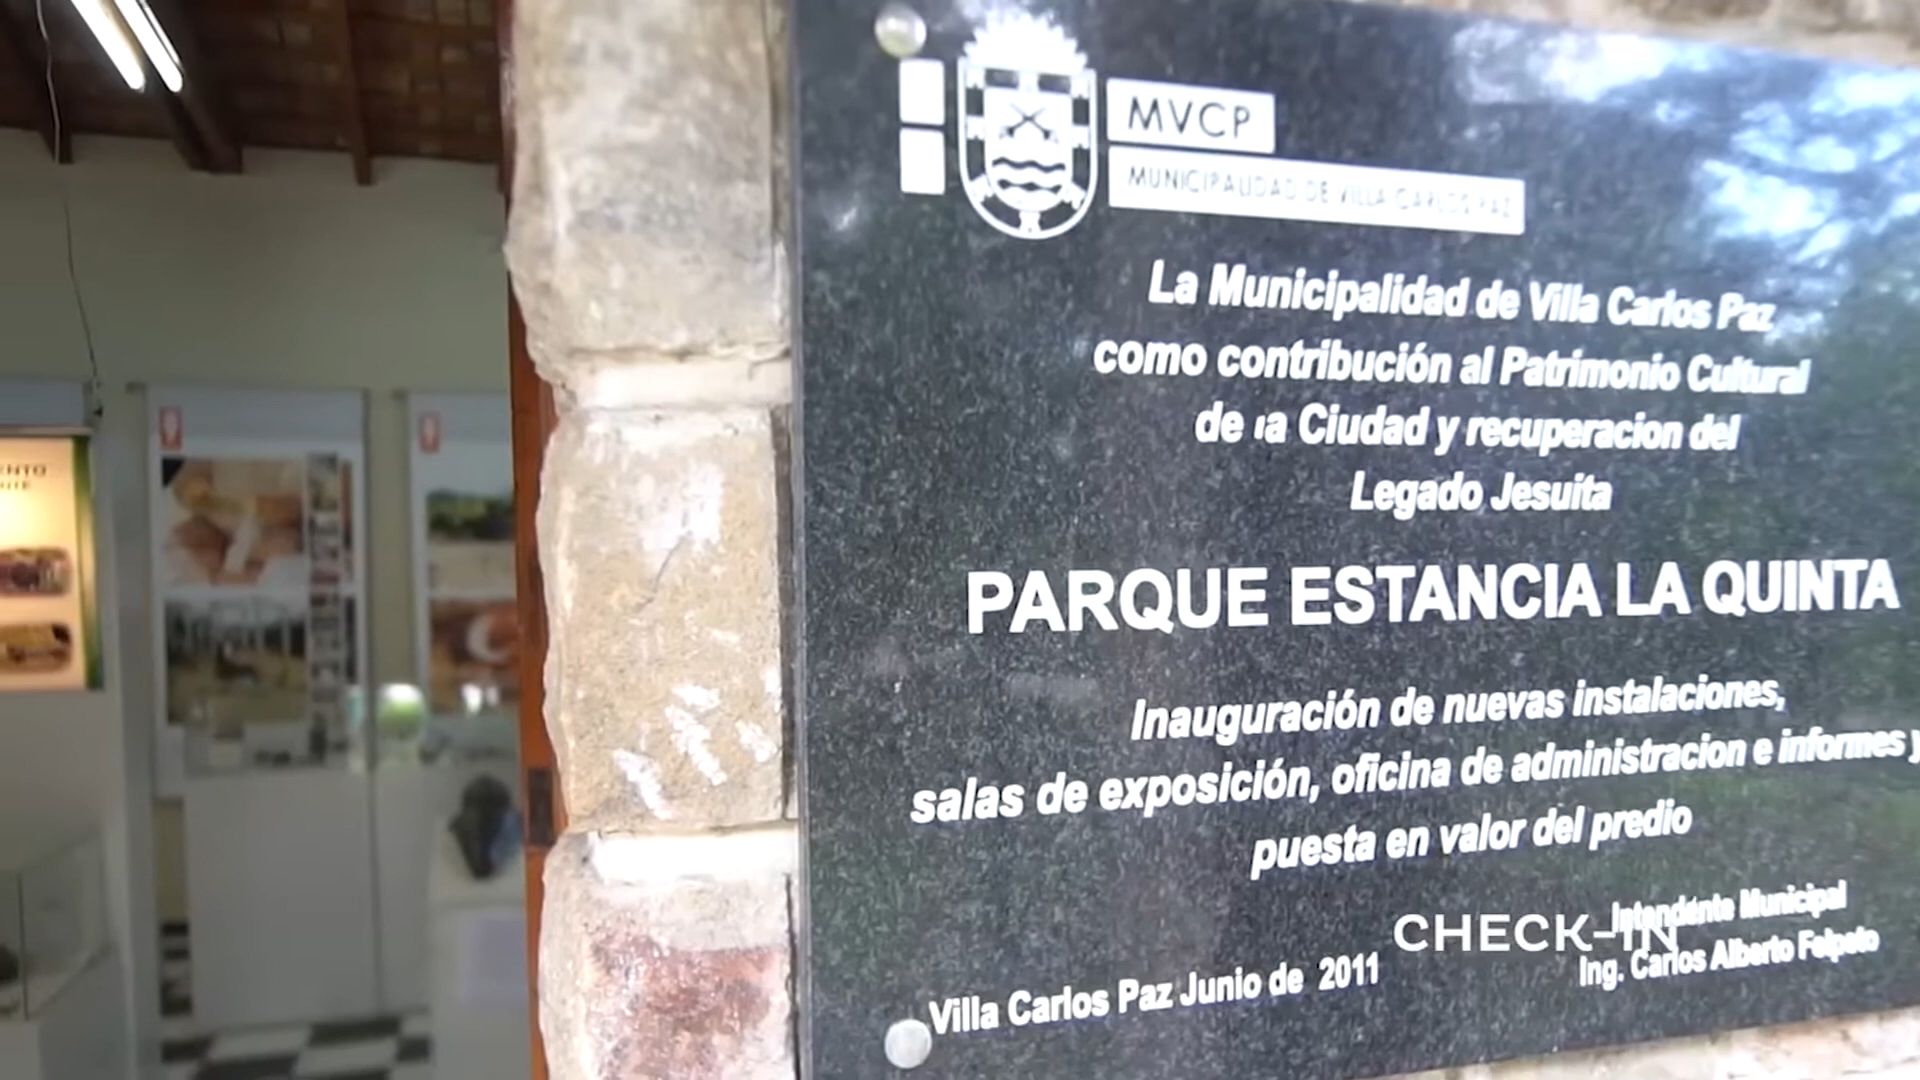 MVCP
MUNICIPALIDAD DE VILLA CARLOS PAZ
La Municipalidad de Villa Carlos Paz
como contribución al Patrimonio Cultural
de la Ciudad y recuperacion del
Legado Jesuita
PARQUE ESTANCIA LA QUINTA
Inauguración de nuevas instalaciones,
salas de exposición, oficina de administracion e informes y
puesta en valor del predio
Intendente Municipal
Ing. Carlos Alberto Felpeto
Villa Carlos Paz Junio de 2011
CHECK-IN